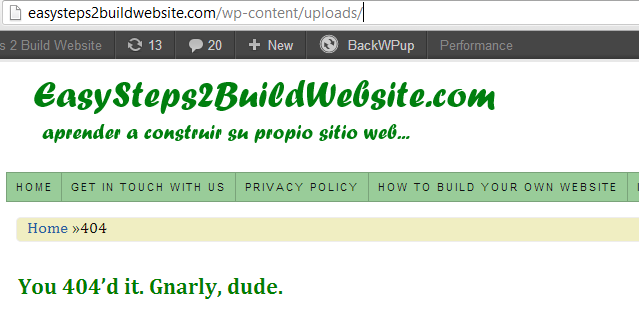 easysteps2buildwebsite.com/wp-content/uploads/
s 2 Build Website 13 20 + New BackWPup Performance
EasySteps2BuildWebsite.com
aprender a construir su propio sitio web...
HOME GET IN TOUCH WITH US PRIVACY POLICY HOW TO BUILD YOUR OWN WEBSITE
Home »404
You 404’d it. Gnarly, dude.